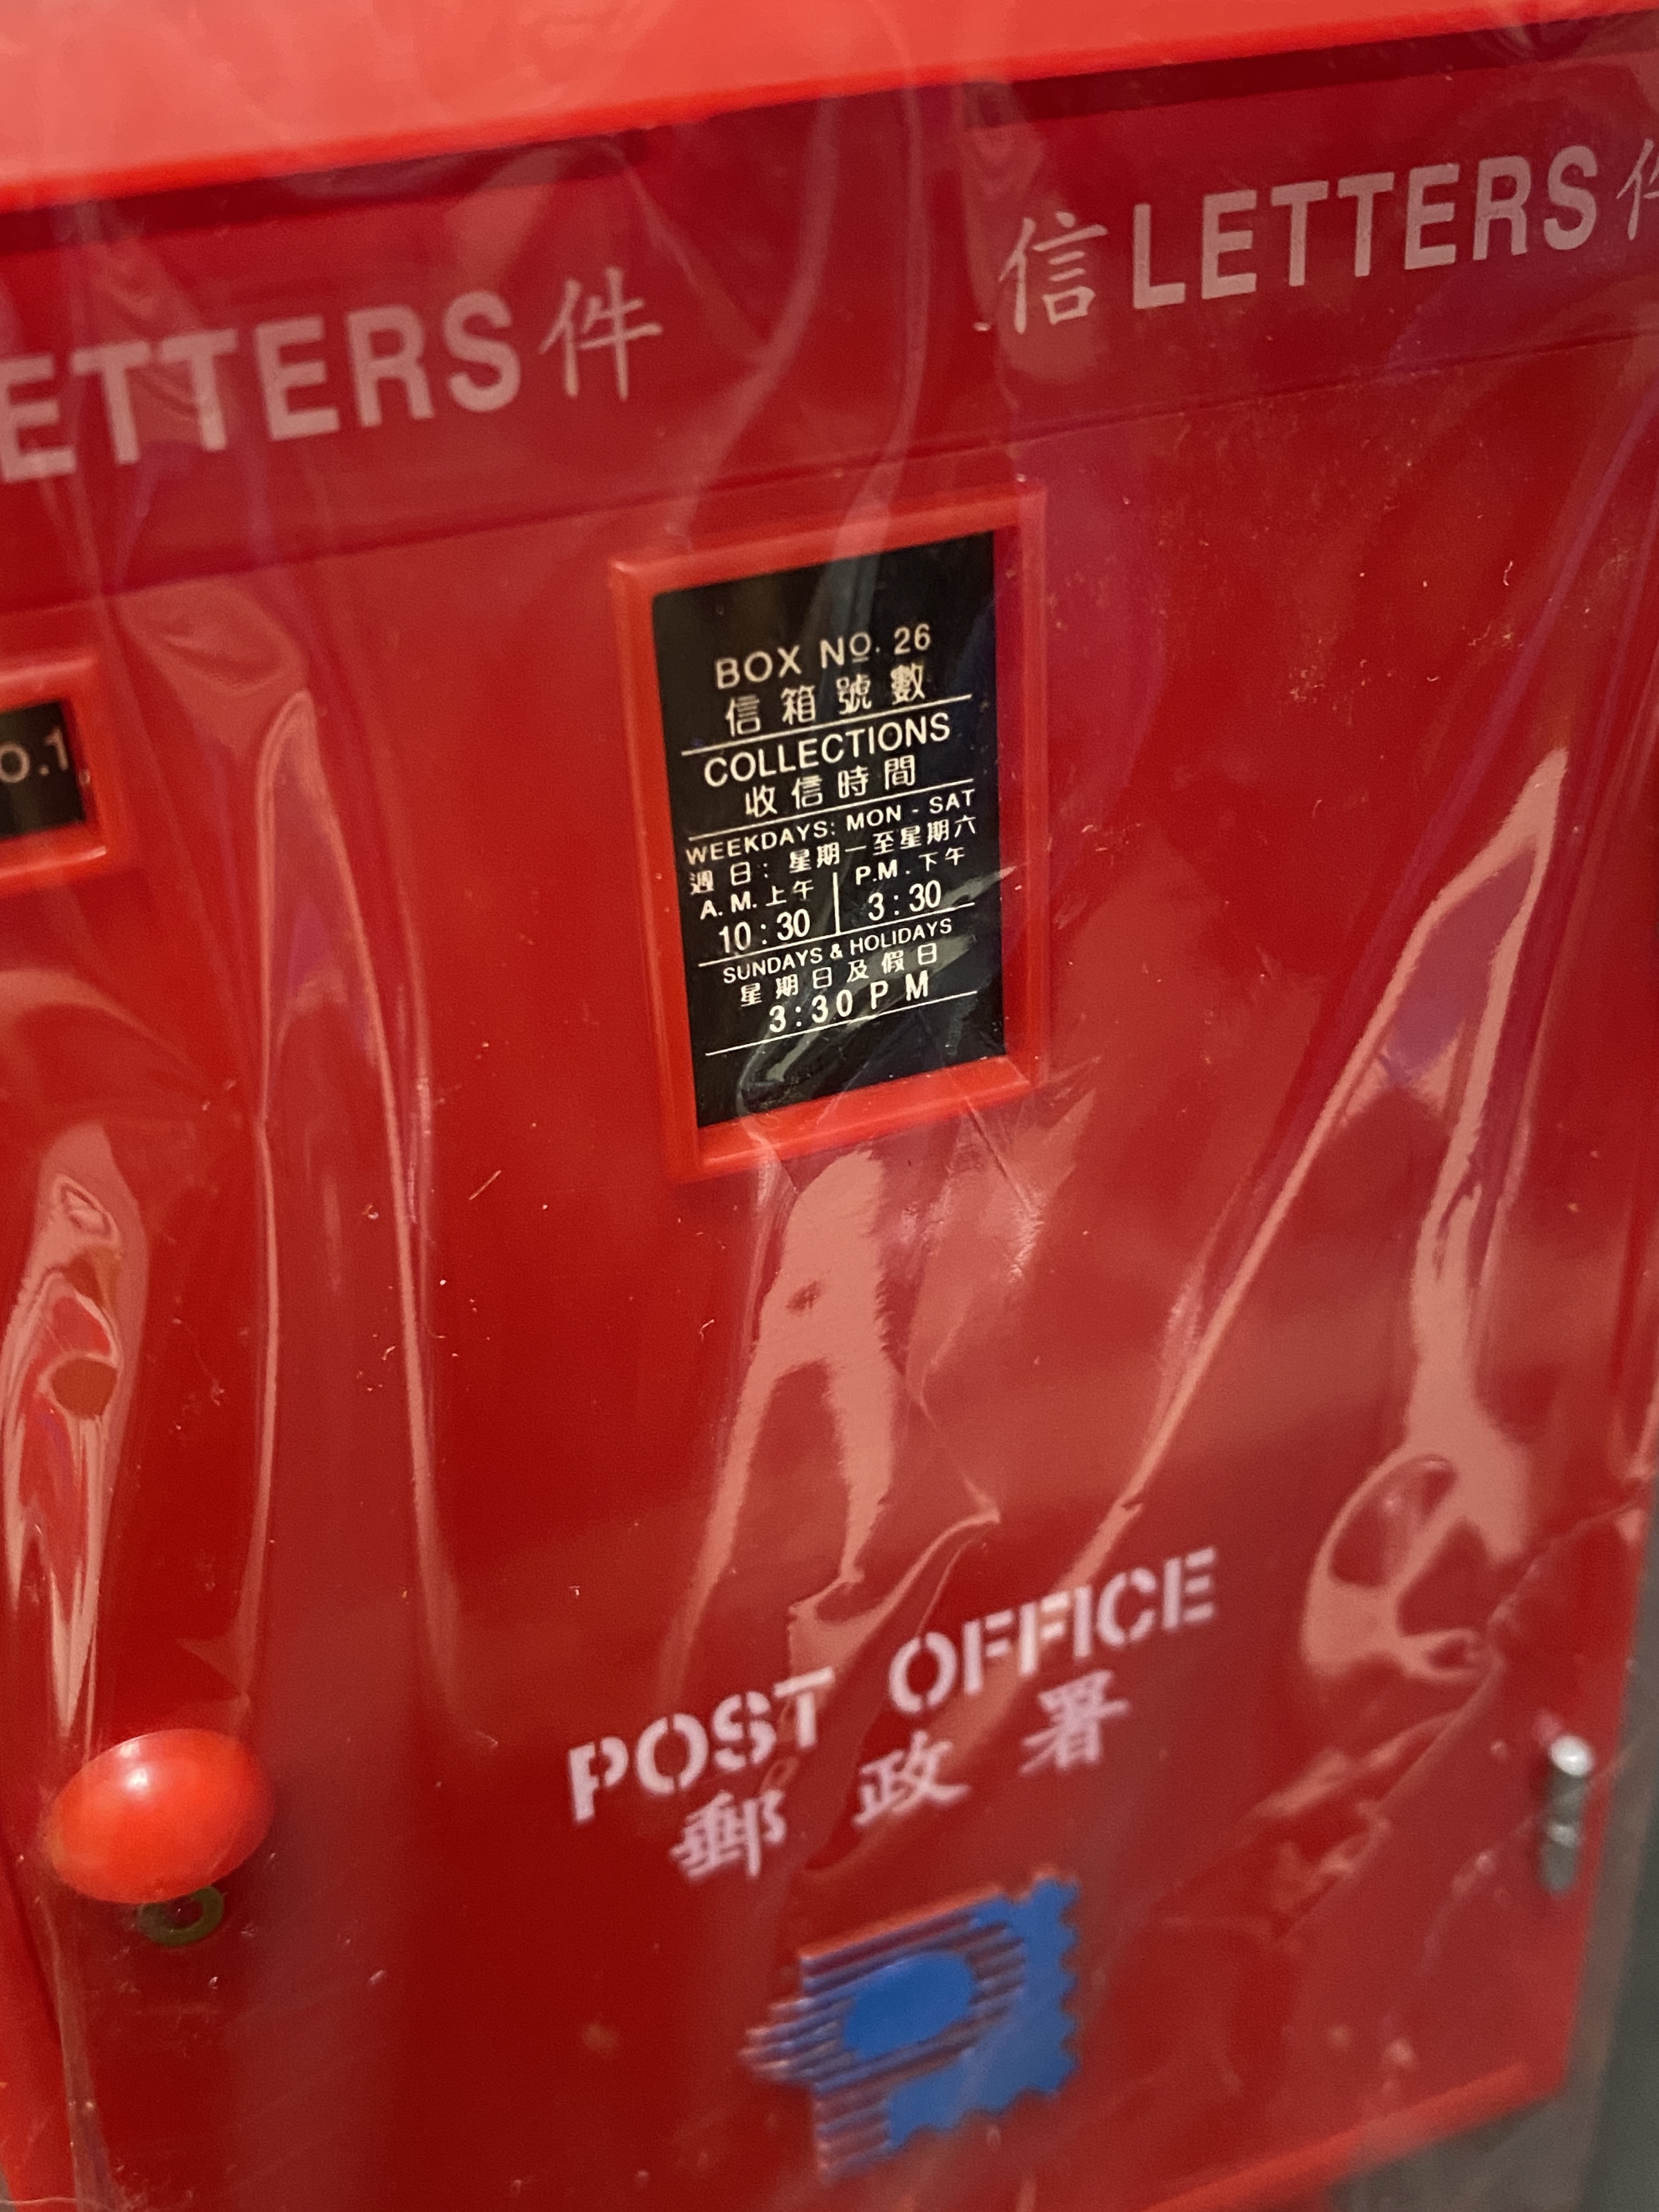 ETTERS件
信LETTERS件
O.1
BOX NO. 26
信箱號數
COLLECTIONS
收信時間
WEEKDAYS: MON - SAT
週日：星期一至星期六
A.M.上午 P.M.下午
10:30 3:30
SUNDAYS & HOLIDAYS
星期日及假日
3:30 PM
POST OFFICE
郵政署